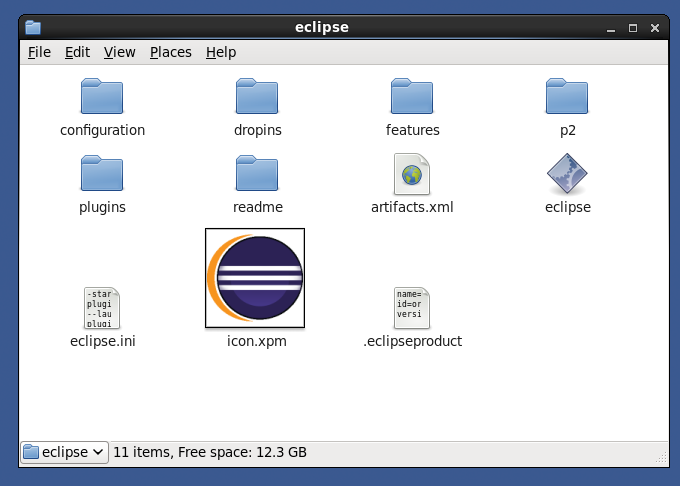 eclipse
File Edit View Places Help
configuration dropins features p2
plugins readme artifacts.xml eclipse
-star
plugi
--lau
plugi
name=
id=or
versi
eclipse.ini icon.xpm .eclipseproduct
eclipse 11 items, Free space: 12.3 GB